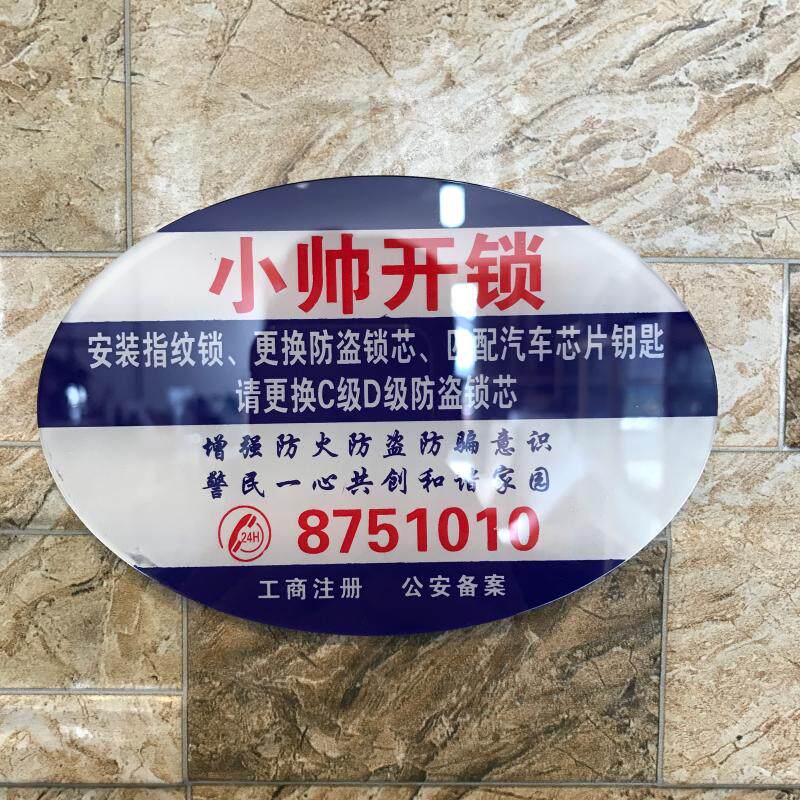 小帅开锁
安装指纹锁、更换防盗锁芯、匹配汽车芯片钥匙
请更换C级D级防盗锁芯
增强防火防盗防骗意识
警民一心共创和谐家园
24H 8751010
工商注册 公安备案